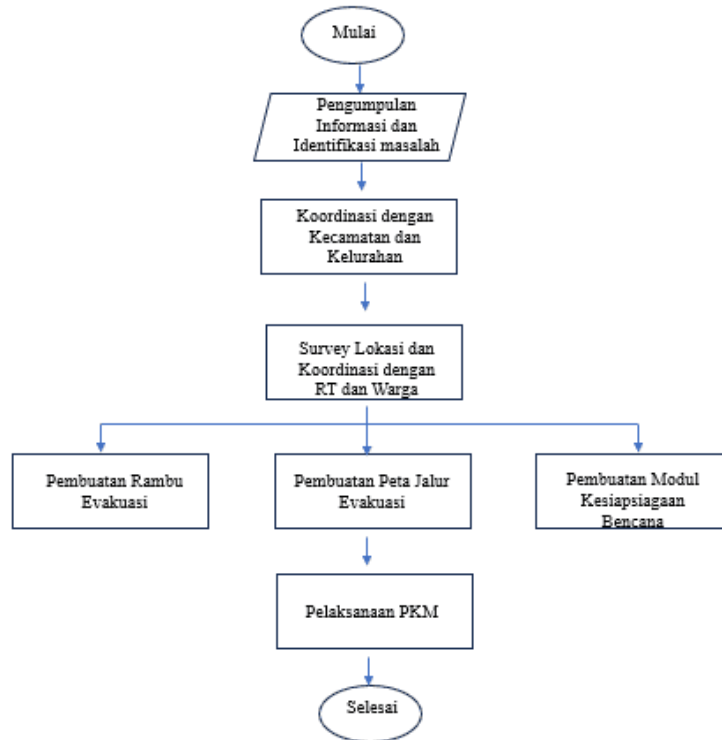 Mulai
Pengumpulan
Informasi dan
Identifikasi masalah
Koordinasi dengan
Kecamatan dan
Kelurahan
Survey Lokasi dan
Koordinasi dengan
RT dan Warga
Pembuatan Rambu
Evakuasi
Pembuatan Peta Jalur
Evakuasi
Pembuatan Modul
Kesiapsiagaan
Bencana
Pelaksanaan PKM
Selesai